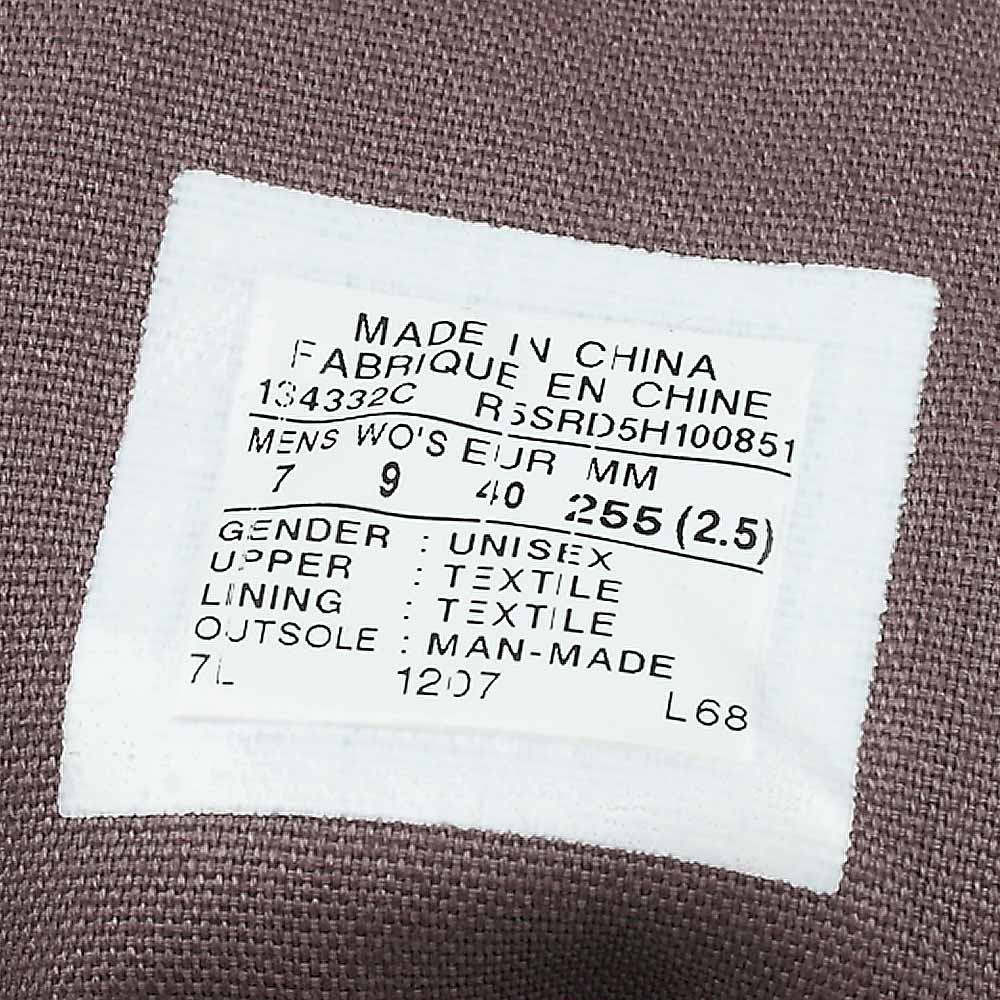 MADE IN CHINA
FABRIQUE EN CHINE
134332C R5SRD5H100851
MENS WO'S EUR MM
7 9 40 255 (2.5)
GENDER : UNISEX
UPPER : TEXTILE
LINING : TEXTILE
OUTSOLE : MAN-MADE
7L 1207 L68